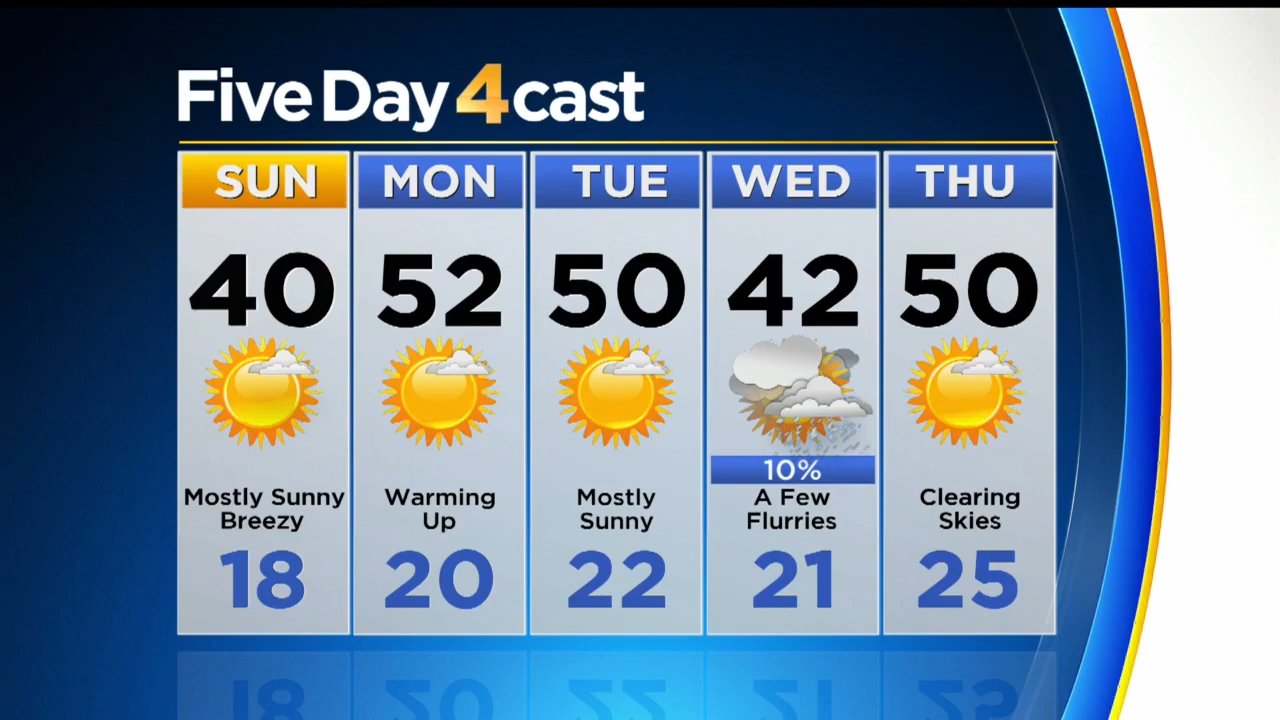 Five Day 4cast
SUN MON TUE WED THU
40 52 50 42 50
10%
Mostly Sunny Warming Mostly A Few Clearing
Breezy Up Sunny Flurries Skies
18 20 22 21 25